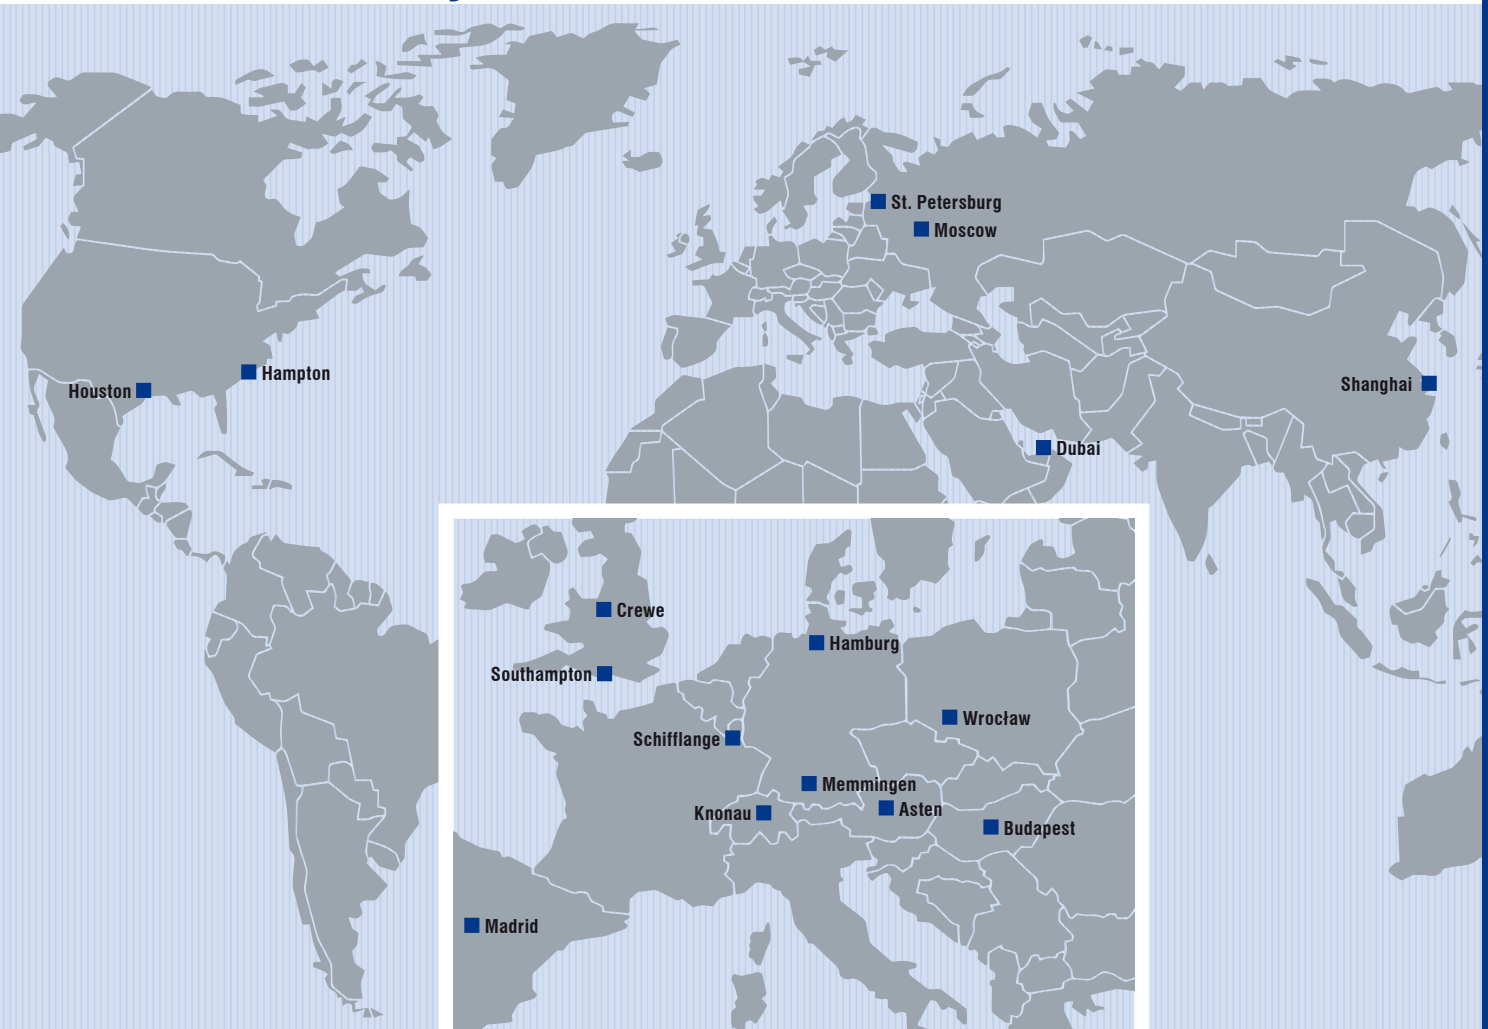 St. Petersburg
Moscow
Hampton
Houston
Shanghai
Dubai
Crewe
Hamburg
Southampton
Wrocław
Schifflange
Memmingen
Asten
Knonau
Budapest
Madrid